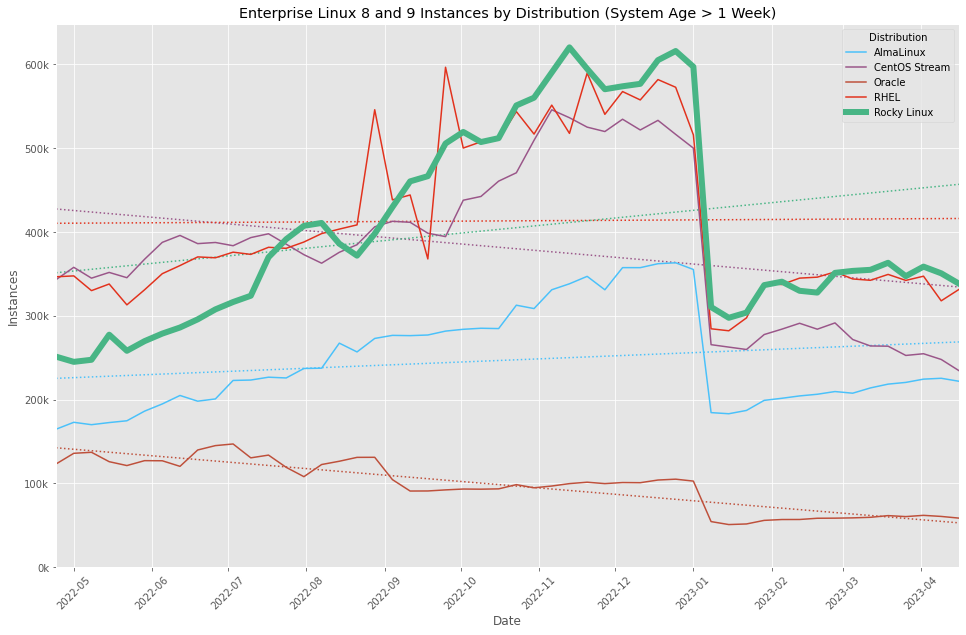 Enterprise Linux 8 and 9 Instances by Distribution (System Age > 1 Week)
Distribution
AlmaLinux
CentOS Stream
Oracle
RHEL
Rocky Linux
600k
500k
400k
300k
200k
100k
0k
Instances
2022-05
2022-06
2022-07
2022-08
2022-09
2022-10
2022-11
2022-12
2023-01
2023-02
2023-03
2023-04
Date